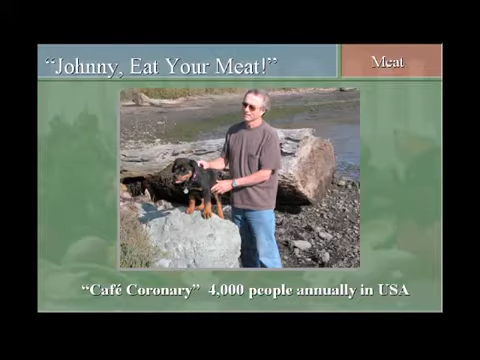 “Johnny, Eat Your Meat!”
Meat
“Café Coronary” 4,000 people annually in USA